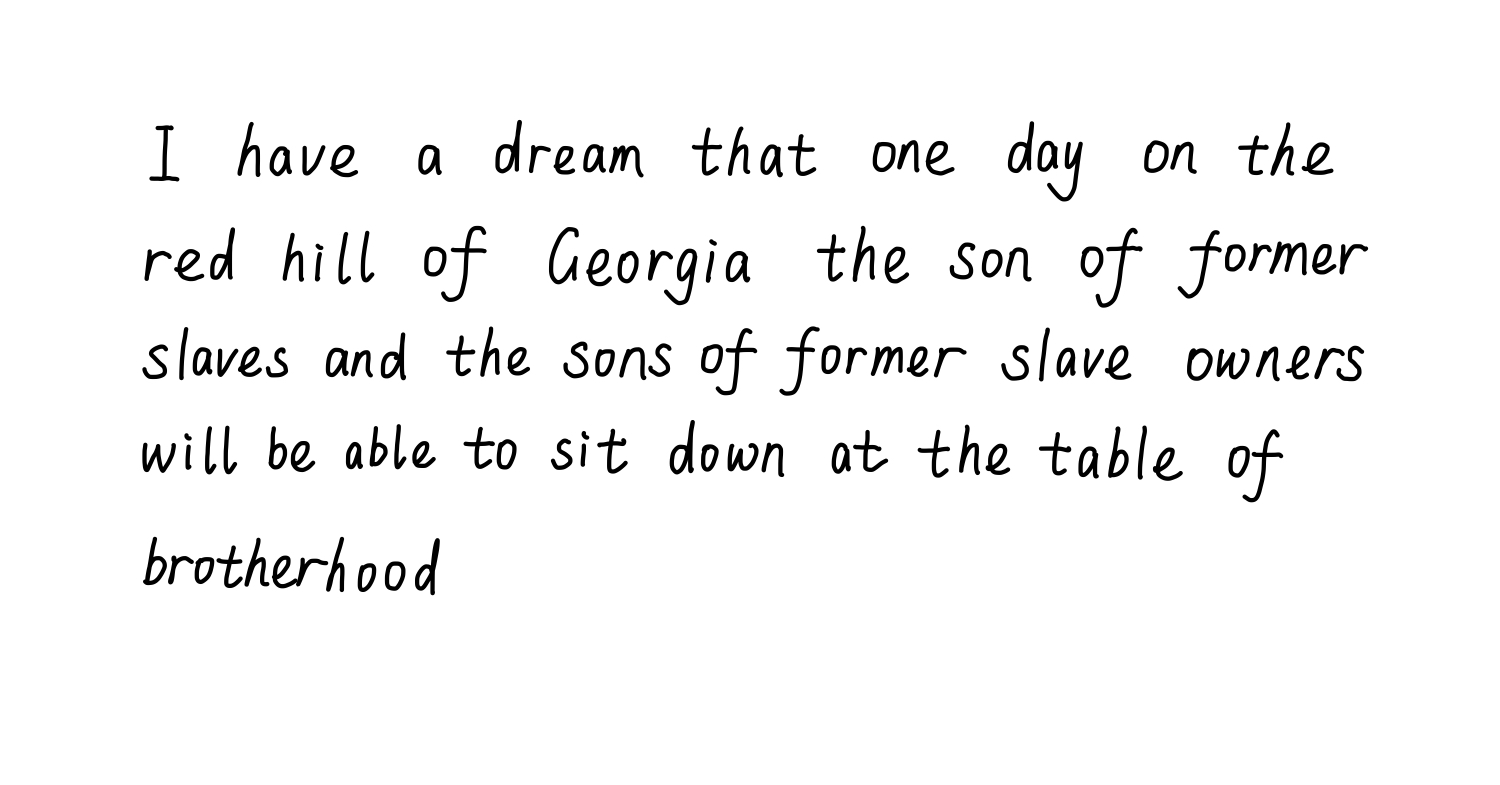 I have a dream that one day on the
red hill of Georgia the son of former
slaves and the sons of former slave owners
will be able to sit down at the table of
brotherhood